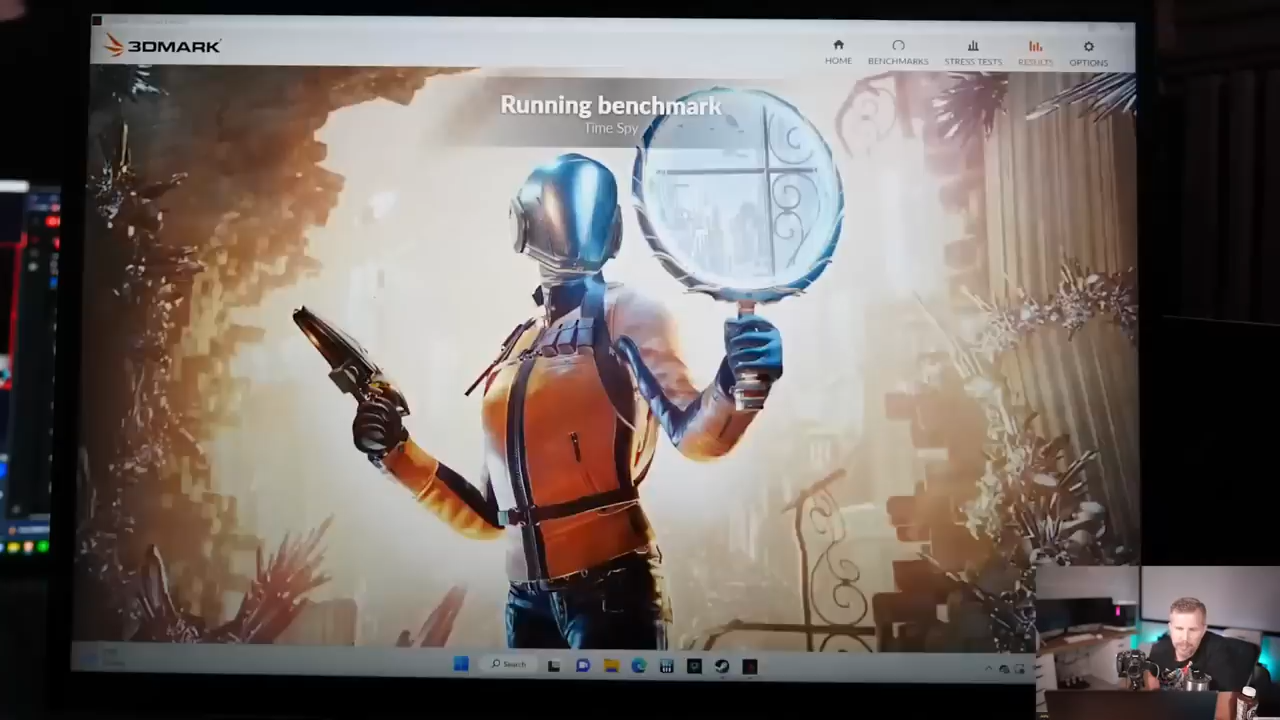 3DMARK
HOME
BENCHMARKS
STRESS TESTS
RESULTS
OPTIONS
Running benchmark
Time Spy
Search